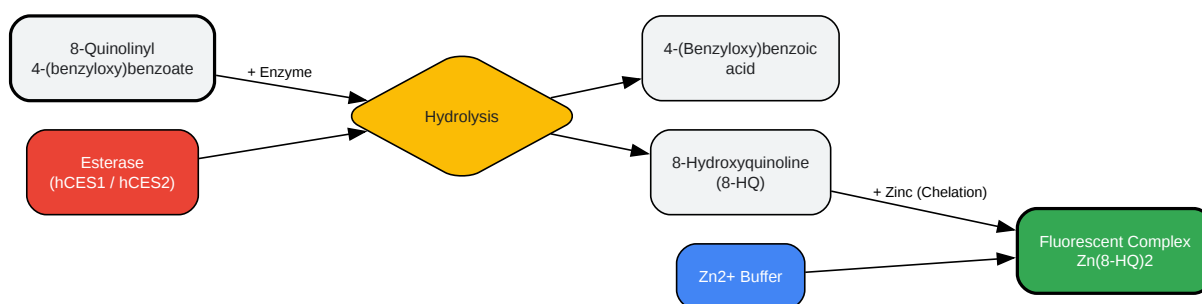 8-Quinolinyl
4-(benzyloxy)benzoate
+ Enzyme
Esterase
(hCES1 / hCES2)
Hydrolysis
4-(Benzyloxy)benzoic
acid
8-Hydroxyquinoline
(8-HQ)
+ Zinc (Chelation)
Zn2+ Buffer
Fluorescent Complex
Zn(8-HQ)2